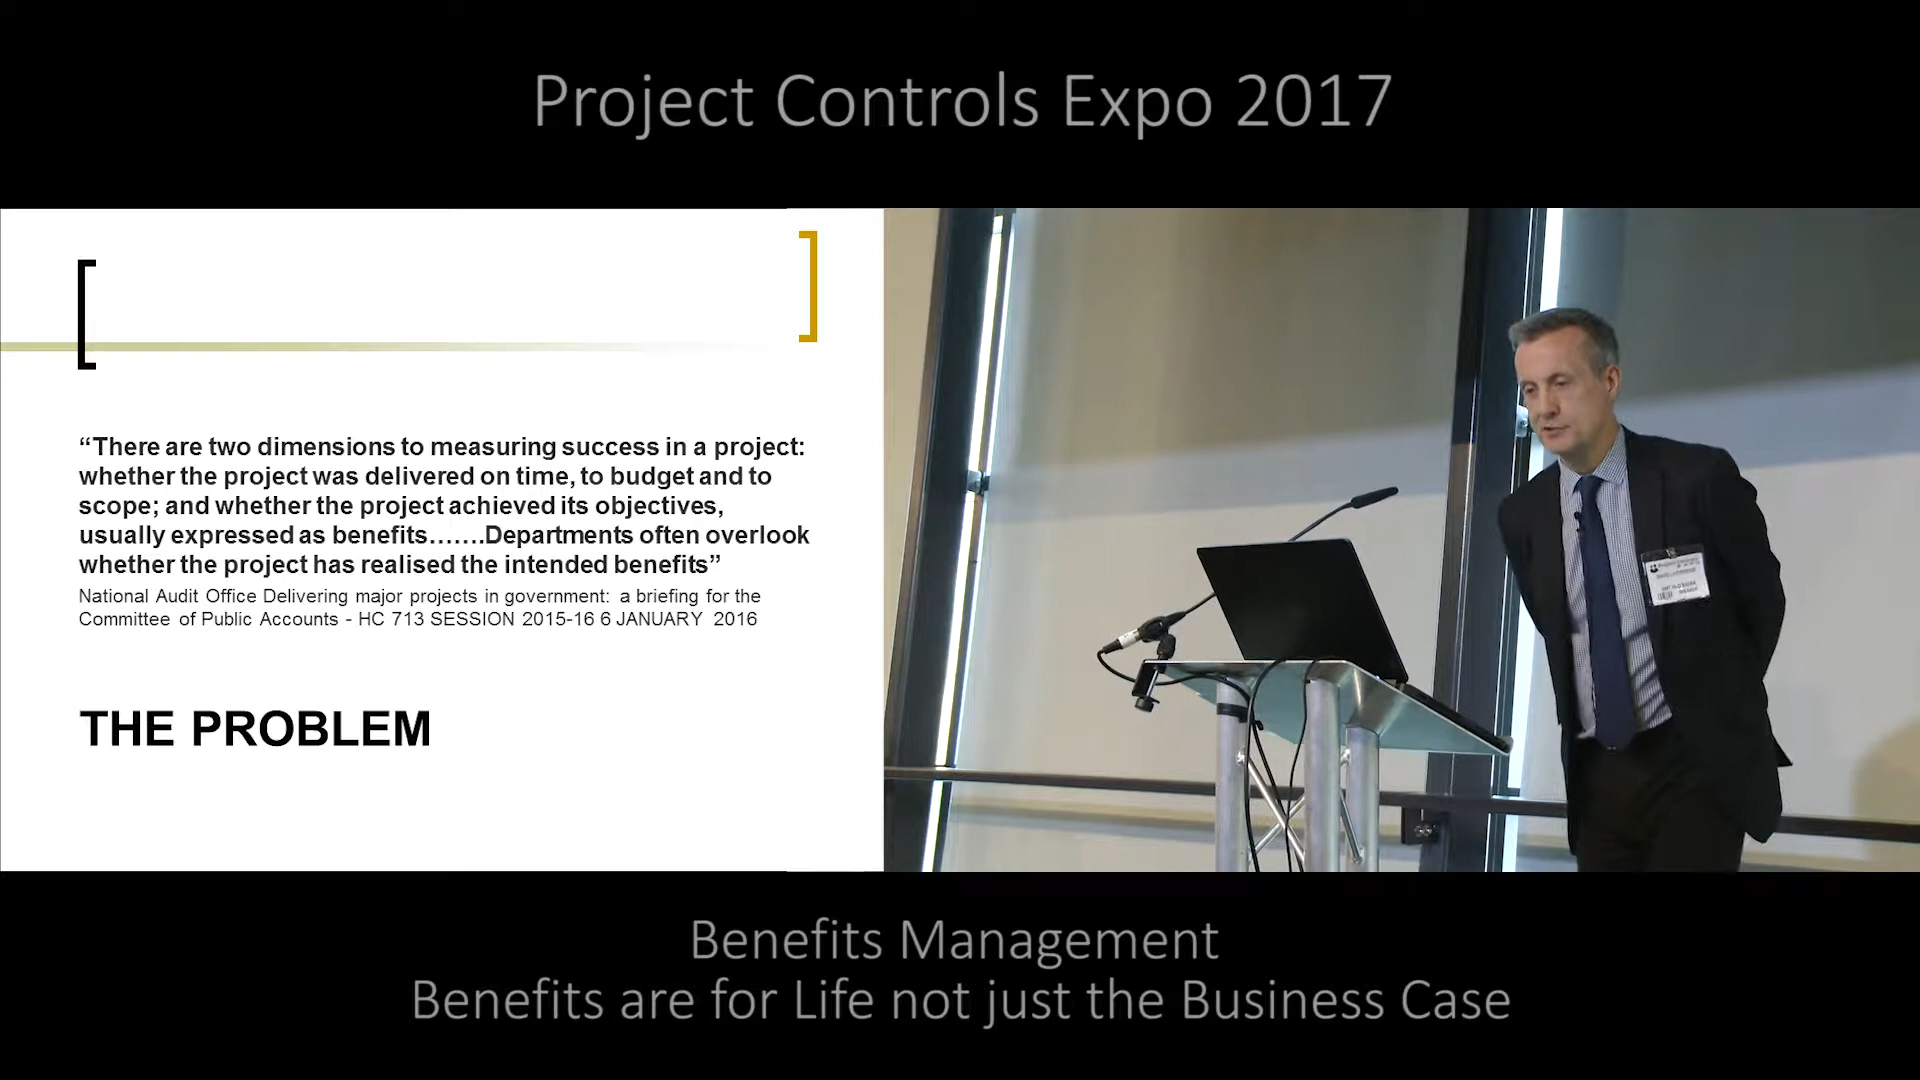 Project Controls Expo 2017
“There are two dimensions to measuring success in a project:
whether the project was delivered on time, to budget and to
scope; and whether the project achieved its objectives,
usually expressed as benefits…….Departments often overlook
whether the project has realised the intended benefits”
National Audit Office Delivering major projects in government: a briefing for the
Committee of Public Accounts - HC 713 SESSION 2015-16 6 JANUARY 2016
THE PROBLEM
Benefits Management
Benefits are for Life not just the Business Case